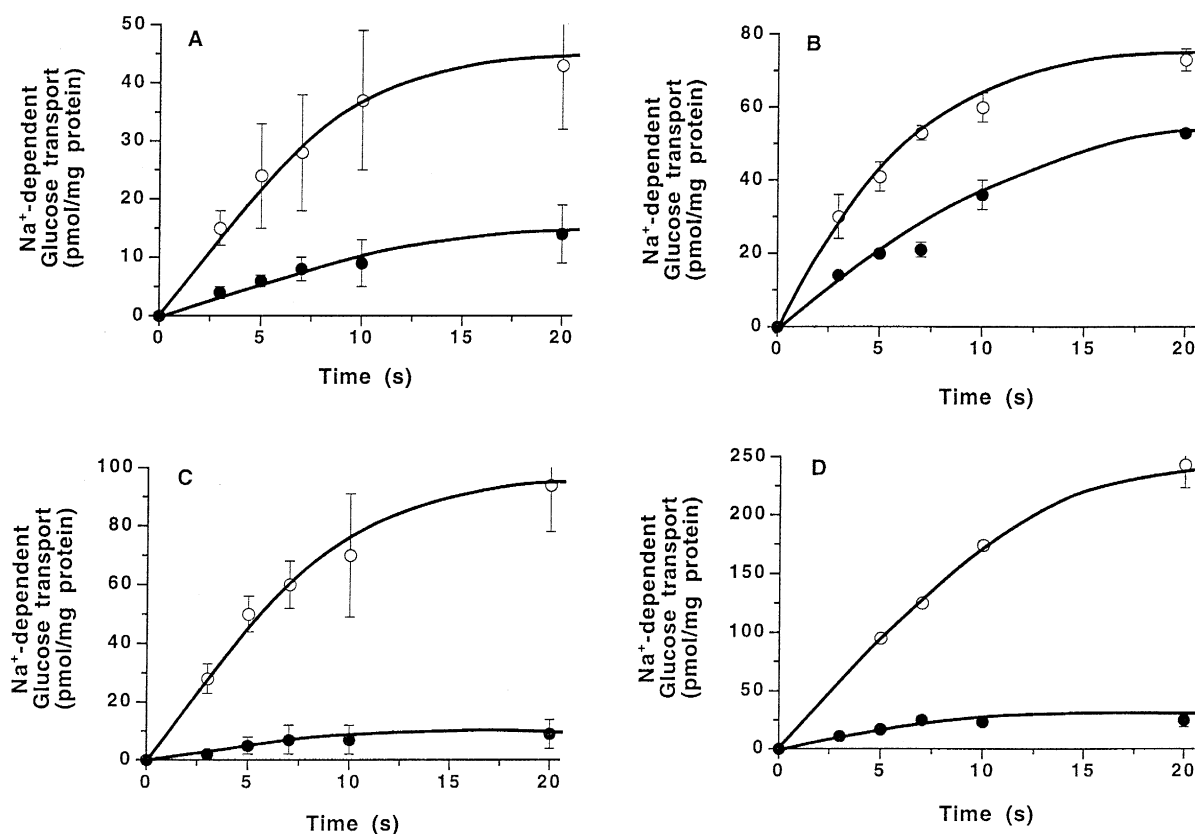 A
Na+-dependent
Glucose transport
(pmol/mg protein)
50
40
30
20
10
0
0 5 10 15 20
Time (s)
B
Na+-dependent
Glucose transport
(pmol/mg protein)
80
60
40
20
0
0 5 10 15 20
Time (s)
C
Na+-dependent
Glucose transport
(pmol/mg protein)
100
80
60
40
20
0
0 5 10 15 20
Time (s)
D
Na+-dependent
Glucose transport
(pmol/mg protein)
250
200
150
100
50
0
0 5 10 15 20
Time (s)